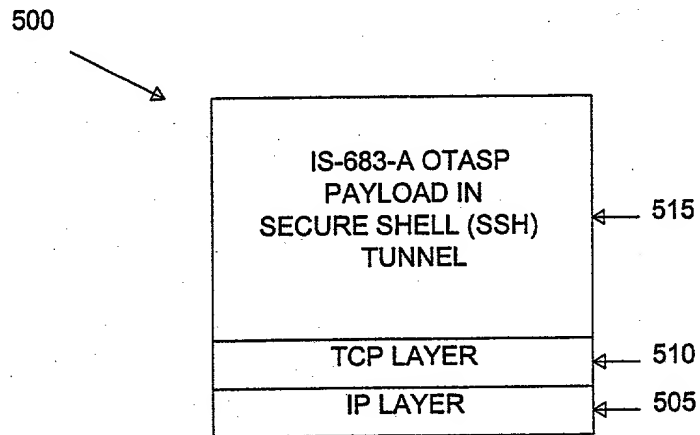 500
IS-683-A OTASP
PAYLOAD IN
SECURE SHELL (SSH)
TUNNEL
515
TCP LAYER
510
IP LAYER
505